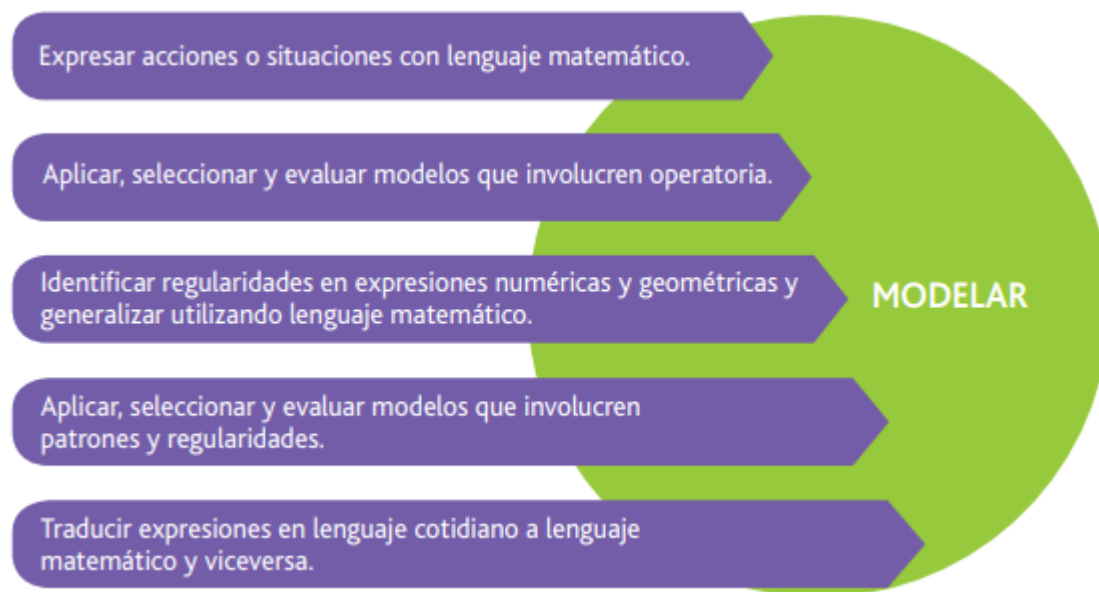 Expresar acciones o situaciones con lenguaje matemático.
Aplicar, seleccionar y evaluar modelos que involucren operatoria.
Identificar regularidades en expresiones numéricas y geométricas y
generalizar utilizando lenguaje matemático.
MODELAR
Aplicar, seleccionar y evaluar modelos que involucren
patrones y regularidades.
Traducir expresiones en lenguaje cotidiano a lenguaje
matemático y viceversa.